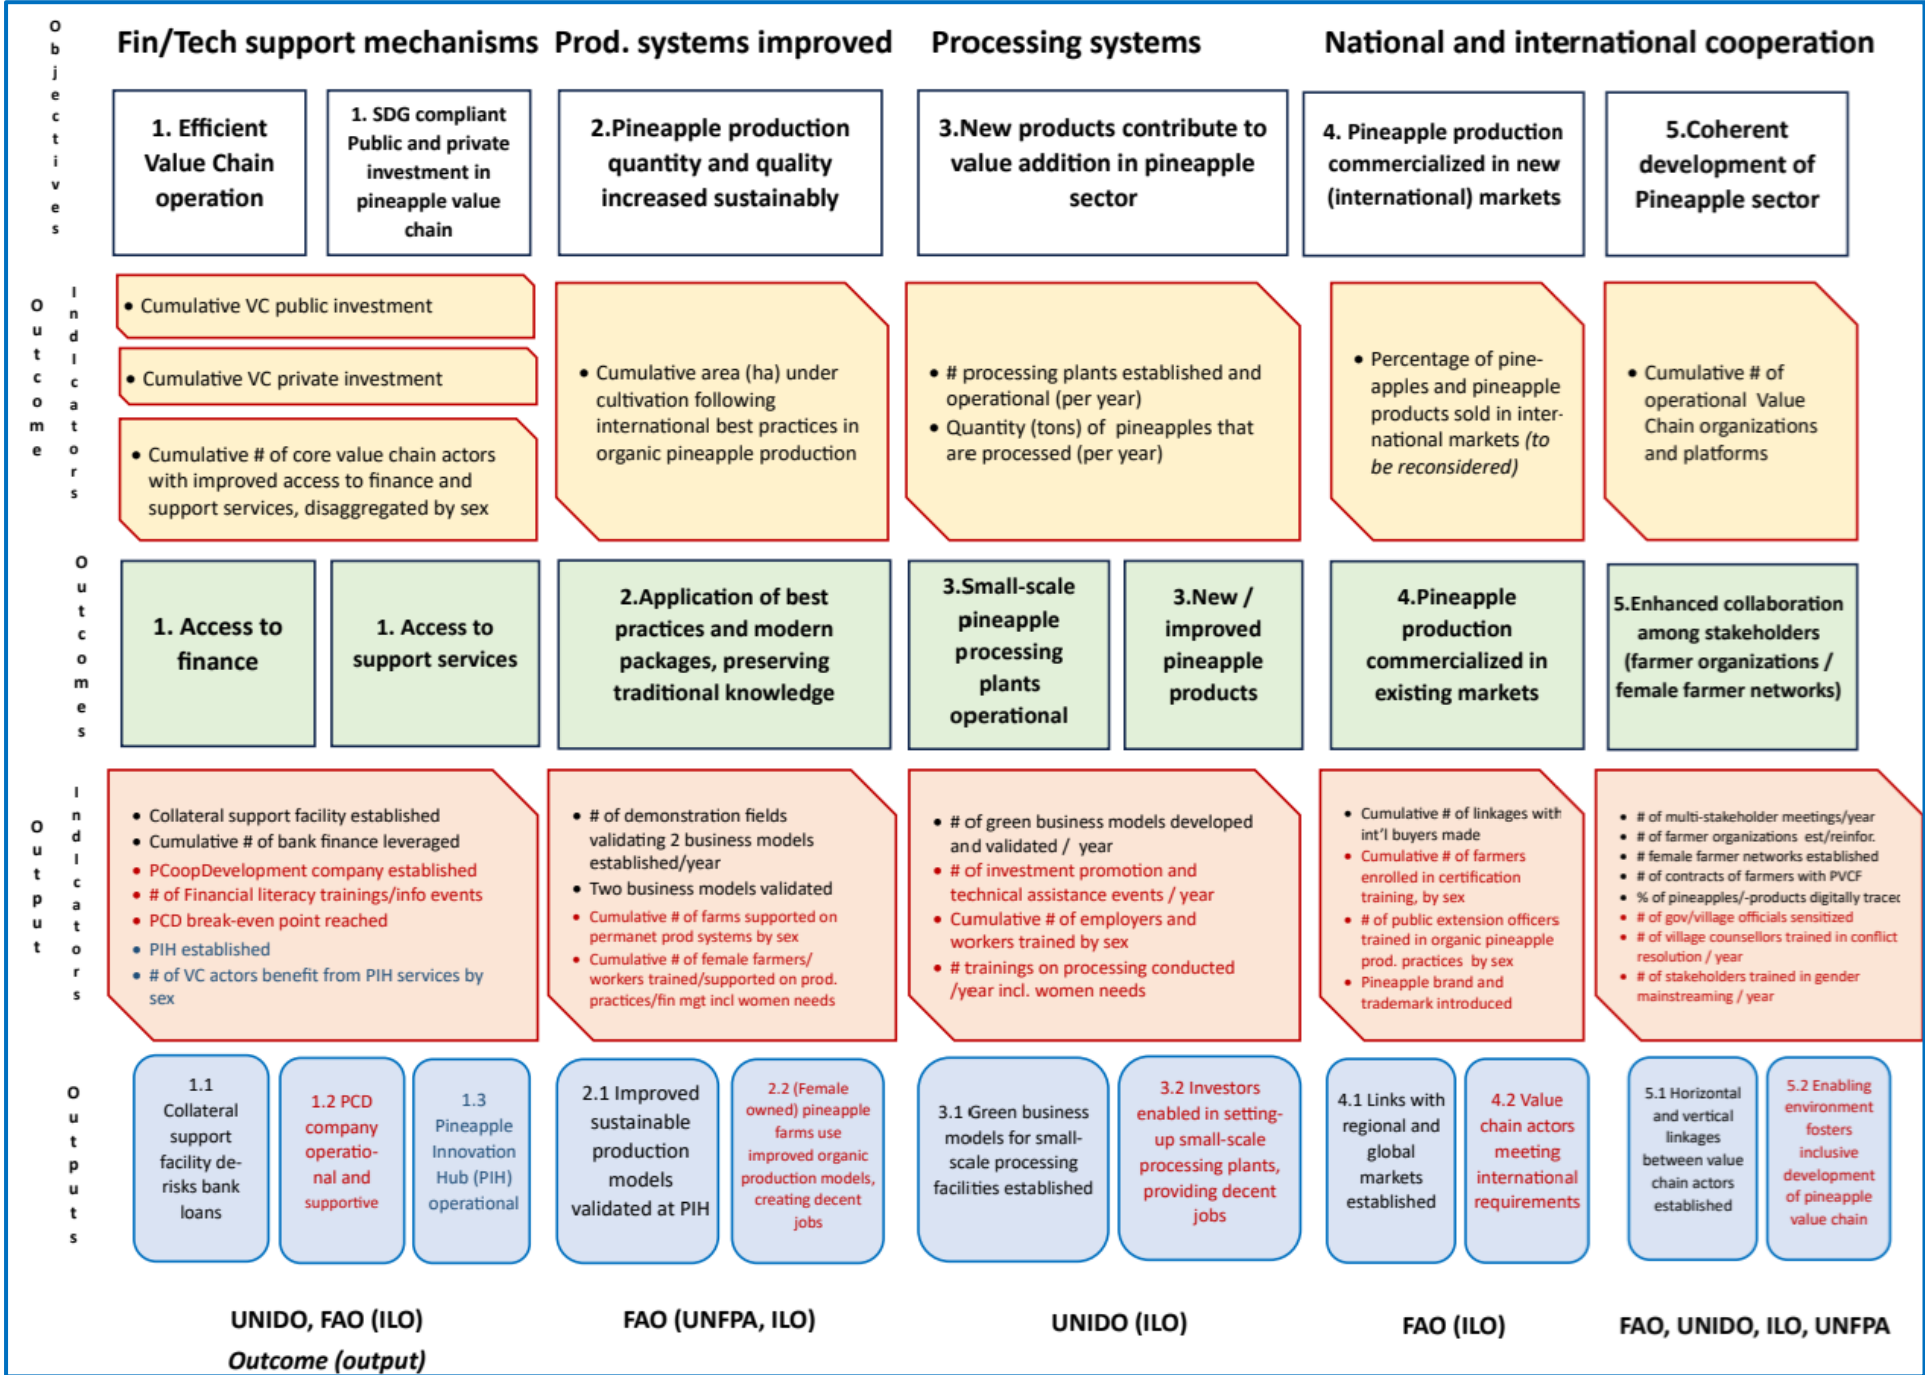 Objectives
Fin/Tech support mechanisms
Prod. systems improved
Processing systems
National and international cooperation
1. Efficient
Value Chain
operation
1. SDG compliant
Public and private
investment in
pineapple value
chain
2.Pineapple production
quantity and quality
increased sustainably
3.New products contribute to
value addition in pineapple
sector
4. Pineapple production
commercialized in new
(international) markets
5.Coherent
development of
Pineapple sector
Outcome
IndIcators
• Cumulative VC public investment
• Cumulative VC private investment
• Cumulative # of core value chain actors
with improved access to finance and
support services, disaggregated by sex
• Cumulative area (ha) under
cultivation following
international best practices in
organic pineapple production
• # processing plants established and
operational (per year)
• Quantity (tons) of pineapples that
are processed (per year)
• Percentage of pine-
apples and pineapple
products sold in inter-
national markets (to
be reconsidered)
• Cumulative # of
operational Value
Chain organizations
and platforms
Outcomes
1. Access to
finance
1. Access to
support services
2.Application of best
practices and modern
packages, preserving
traditional knowledge
3.Small-scale
pineapple
processing
plants
operational
3.New /
improved
pineapple
products
4.Pineapple
production
commercialized in
existing markets
5.Enhanced collaboration
among stakeholders
(farmer organizations /
female farmer networks)
Output
IndIcators
• Collateral support facility established
• Cumulative # of bank finance leveraged
• PCoopDevelopment company established
• # of Financial literacy trainings/info events
• PCD break-even point reached
• PIH established
• # of VC actors benefit from PIH services by
sex
• # of demonstration fields
validating 2 business models
established/year
• Two business models validated
• Cumulative # of farms supported on
permanet prod systems by sex
• Cumulative # of female farmers/
workers trained/supported on prod.
practices/fin mgt incl women needs
• # of green business models developed
and validated / year
• # of investment promotion and
technical assistance events / year
• Cumulative # of employers and
workers trained by sex
• # trainings on processing conducted
/year incl. women needs
• Cumulative # of linkages with
int'l buyers made
• Cumulative # of farmers
enrolled in certification
training, by sex
• # of public extension officers
trained in organic pineapple
prod. practices by sex
• Pineapple brand and
trademark introduced
• # of multi-stakeholder meetings/year
• # of farmer organizations est/reinfor.
• # female farmer networks established
• # of contracts of farmers with PVCF
• % of pineapples/-products digitally traced
• # of gov/village officials sensitized
• # of village counsellors trained in conflict
resolution / year
• # of stakeholders trained in gender
mainstreaming / year
Outputs
1.1
Collateral
support
facility de-
risks bank
loans
1.2 PCD
company
operatio-
nal and
supportive
1.3
Pineapple
Innovation
Hub (PIH)
operational
2.1 Improved
sustainable
production
models
validated at PIH
2.2 (Female
owned) pineapple
farms use
improved organic
production models,
creating decent
jobs
3.1 Green business
models for small-
scale processing
facilities established
3.2 Investors
enabled in setting-
up small-scale
processing plants,
providing decent
jobs
4.1 Links with
regional and
global
markets
established
4.2 Value
chain actors
meeting
international
requirements
5.1 Horizontal
and vertical
linkages
between value
chain actors
established
5.2 Enabling
environment
fosters
inclusive
development
of pineapple
value chain
UNIDO, FAO (ILO)
Outcome (output)
FAO (UNFPA, ILO)
UNIDO (ILO)
FAO (ILO)
FAO, UNIDO, ILO, UNFPA